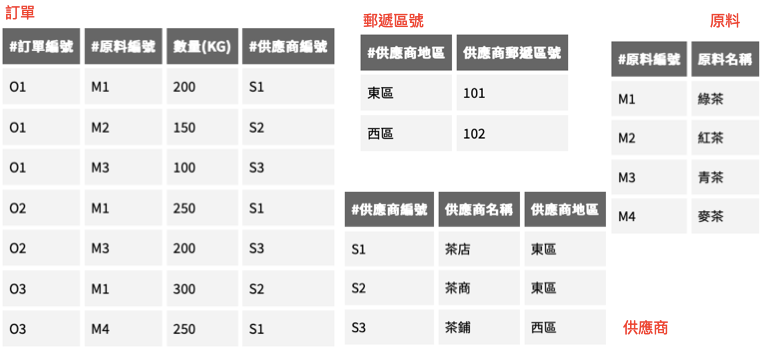 訂單
#訂單編號 #原料編號 數量(KG) #供應商編號
O1 M1 200 S1
O1 M2 150 S2
O1 M3 100 S3
O2 M1 250 S1
O2 M3 200 S3
O3 M1 300 S2
O3 M4 250 S1
郵遞區號
#供應商地區 供應商郵遞區號
東區 101
西區 102
#供應商編號 供應商名稱 供應商地區
S1 茶店 東區
S2 茶商 東區
S3 茶鋪 西區
原料
#原料編號 原料名稱
M1 綠茶
M2 紅茶
M3 青茶
M4 麥茶
供應商